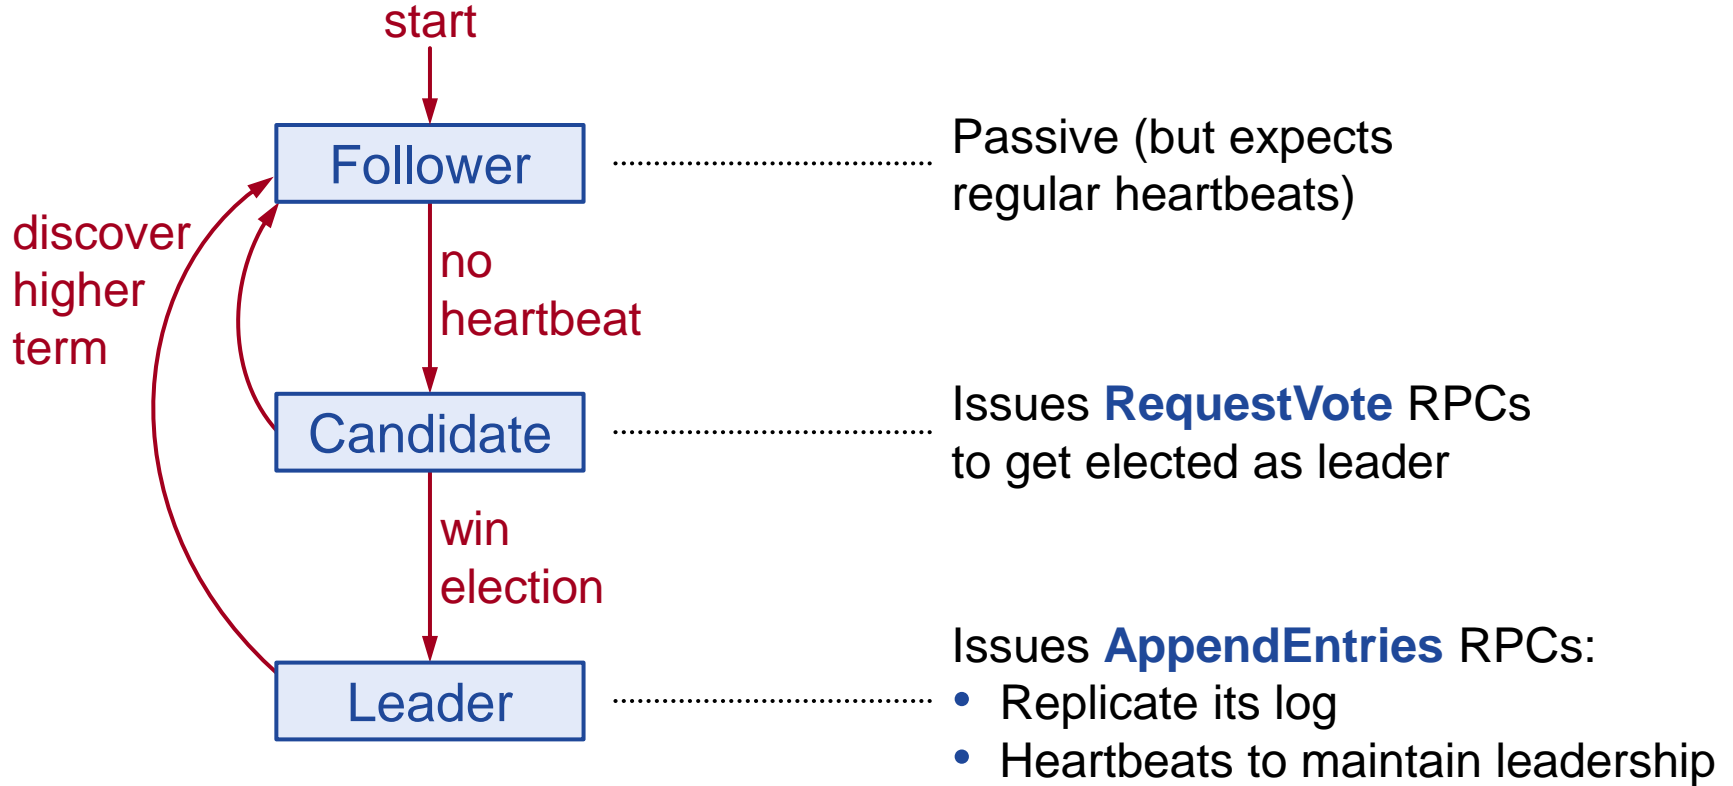 start
Follower
Passive (but expects
regular heartbeats)
discover
higher
term
no
heartbeat
Candidate
Issues RequestVote RPCs
to get elected as leader
win
election
Leader
Issues AppendEntries RPCs:
• Replicate its log
• Heartbeats to maintain leadership